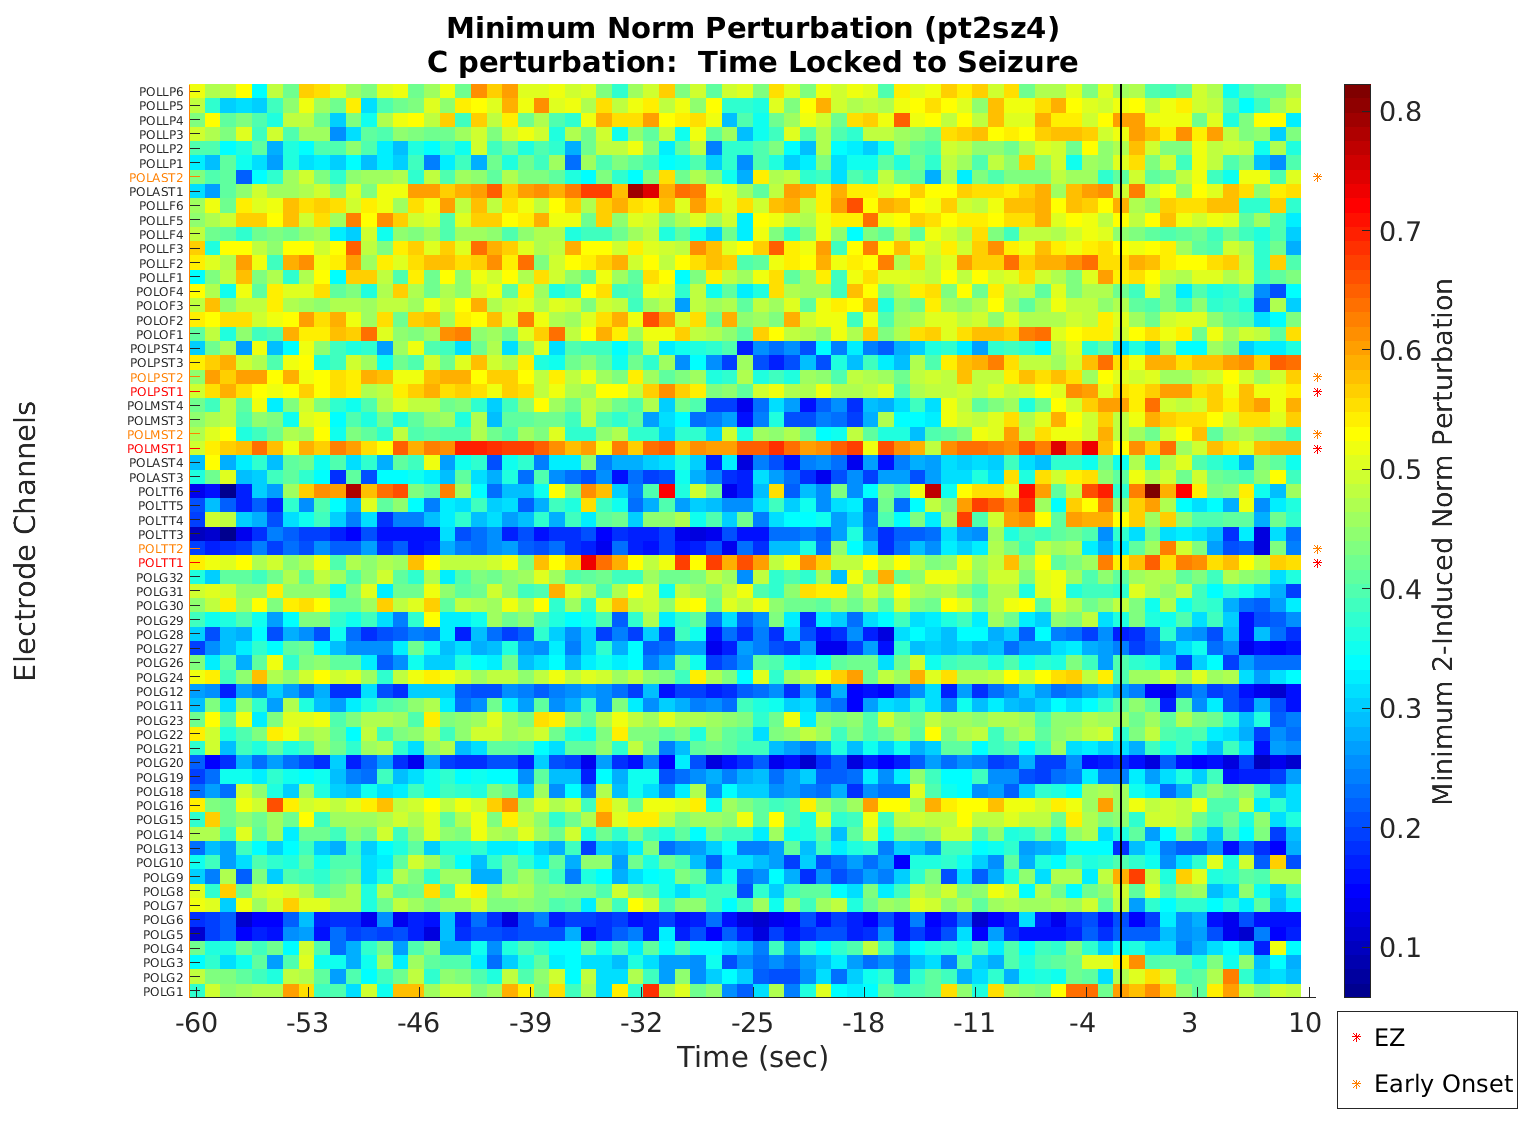 Minimum Norm Perturbation (pt2sz4)
C perturbation:  Time Locked to Seizure
Electrode Channels
POLLP6
POLLP5
POLLP4
POLLP3
POLLP2
POLLP1
POLAST2
POLAST1
POLLF6
POLLF5
POLLF4
POLLF3
POLLF2
POLLF1
POLOF4
POLOF3
POLOF2
POLOF1
POLPST4
POLPST3
POLPST2
POLPST1
POLMST4
POLMST3
POLMST2
POLMST1
POLAST4
POLAST3
POLTT6
POLTT5
POLTT4
POLTT3
POLTT2
POLTT1
POLG32
POLG31
POLG30
POLG29
POLG28
POLG27
POLG26
POLG24
POLG12
POLG11
POLG23
POLG22
POLG21
POLG20
POLG19
POLG18
POLG16
POLG15
POLG14
POLG13
POLG10
POLG9
POLG8
POLG7
POLG6
POLG5
POLG4
POLG3
POLG2
POLG1
-60 -53 -46 -39 -32 -25 -18 -11 -4 3 10
Time (sec)
0.8
0.7
0.6
0.5
0.4
0.3
0.2
0.1
Minimum 2-Induced Norm Perturbation
EZ
Early Onset